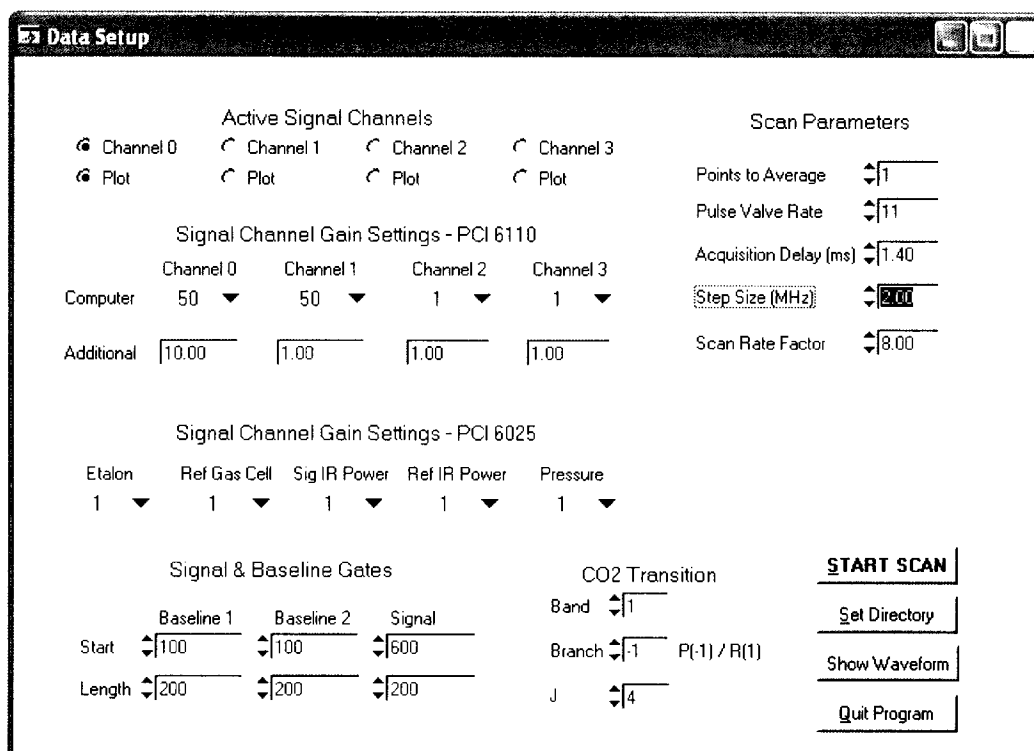 Data Setup
Active Signal Channels
Channel 0 Channel 1 Channel 2 Channel 3
Plot Plot Plot Plot
Signal Channel Gain Settings - PCI 6110
Channel 0 Channel 1 Channel 2 Channel 3
Computer 50 50 1 1
Additional 10.00 1.00 1.00 1.00
Signal Channel Gain Settings - PCI 6025
Etalon Ref Gas Cell Sig IR Power Ref IR Power Pressure
1 1 1 1 1
Signal & Baseline Gates
Baseline 1 Baseline 2 Signal
Start 100 100 600
Length 200 200 200
CO2 Transition
Band 1
Branch -1 P(-1) / R(1)
J 4
Scan Parameters
Points to Average 1
Pulse Valve Rate 11
Acquisition Delay (ms) 1.40
Step Size (MHz) 2.00
Scan Rate Factor 8.00
START SCAN
Set Directory
Show Waveform
Quit Program